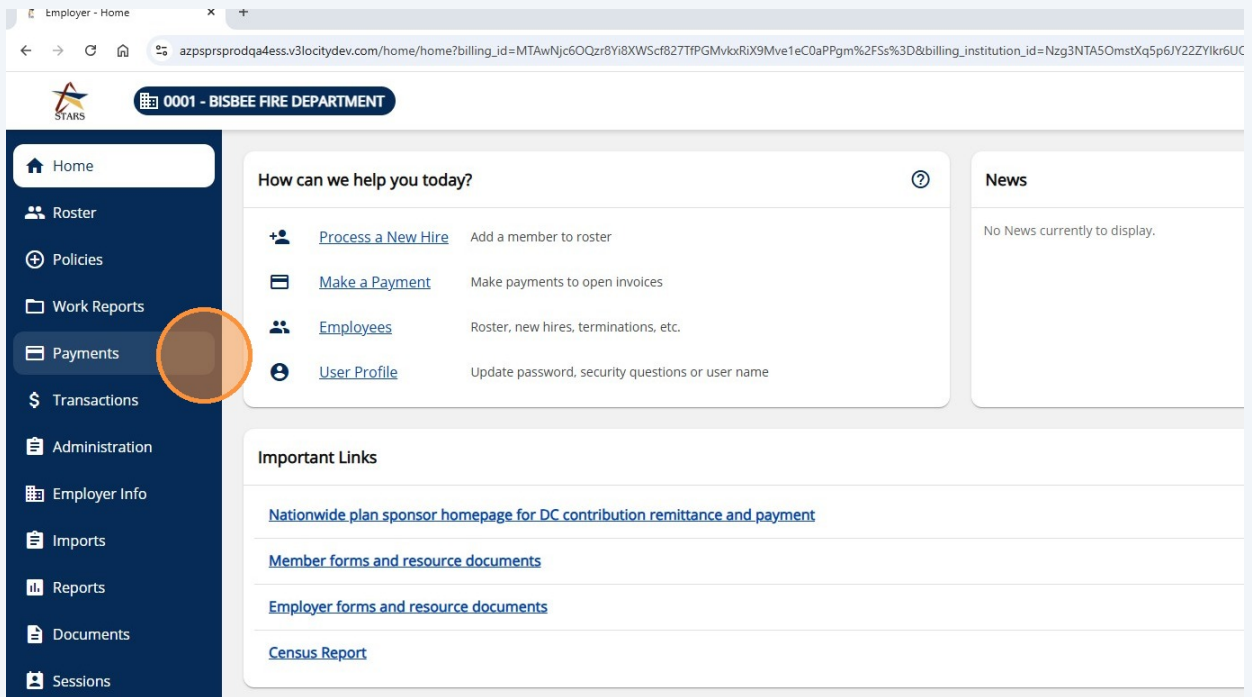 Employer - Home
azpsprsprodqa4ess.v3locitydev.com/home/home?billing_id=MTAwNjc6OQzr8Yi8XWScf827TfPGMvkxRiX9Mve1eC0aPPgm%2FSs%3D&billing_institution_id=Nzg3NTA5OmstXq5p6JY22ZYIkr6UC
STARS
0001 - BISBEE FIRE DEPARTMENT
Home
Roster
Policies
Work Reports
Payments
Transactions
Administration
Employer Info
Imports
Reports
Documents
Sessions
How can we help you today?
Process a New Hire Add a member to roster
Make a Payment Make payments to open invoices
Employees Roster, new hires, terminations, etc.
User Profile Update password, security questions or user name
News
No News currently to display.
Important Links
Nationwide plan sponsor homepage for DC contribution remittance and payment
Member forms and resource documents
Employer forms and resource documents
Census Report